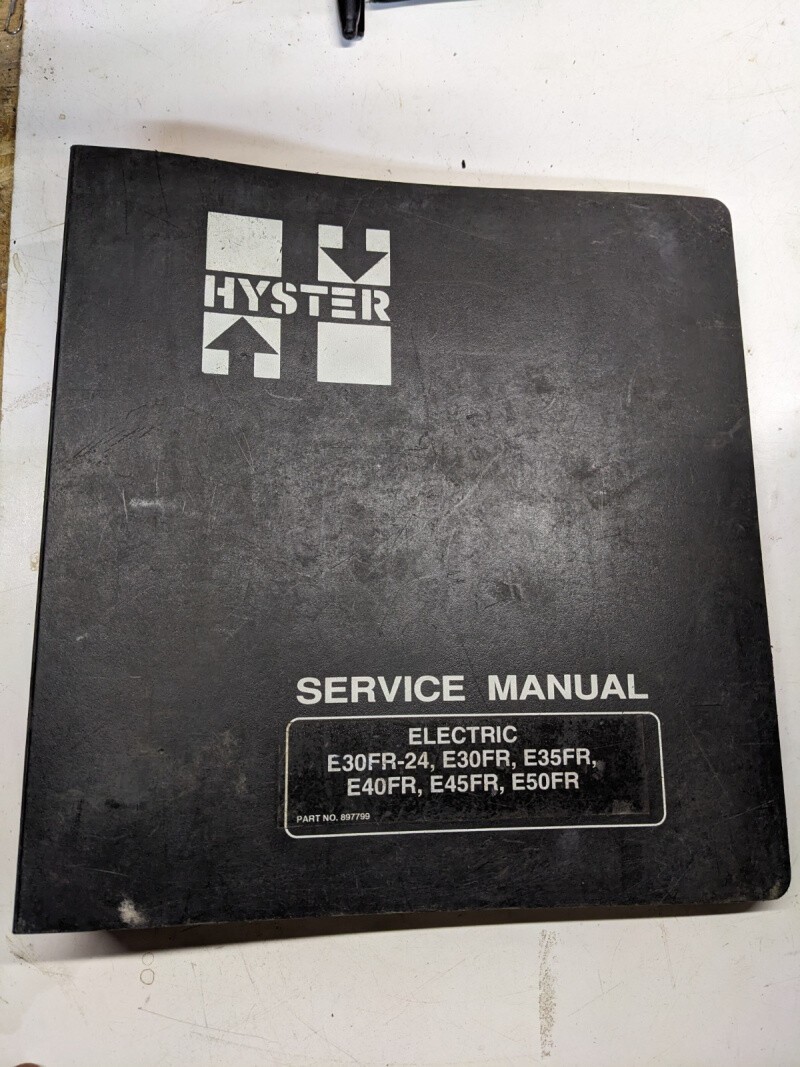 HYSTER
SERVICE MANUAL
ELECTRIC
E30FR-24, E30FR, E35FR,
E40FR, E45FR, E50FR
PART NO. 897799